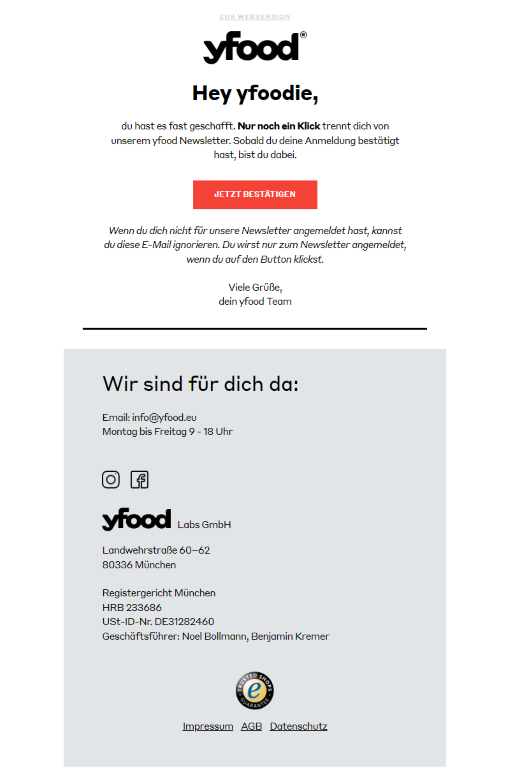 ZUR WEBVERSION
yfood®
Hey yfoodie,
du hast es fast geschafft. Nur noch ein Klick trennt dich von
unserem yfood Newsletter. Sobald du deine Anmeldung bestätigt
hast, bist du dabei.
JETZT BESTÄTIGEN
Wenn du dich nicht für unsere Newsletter angemeldet hast, kannst
du diese E-Mail ignorieren. Du wirst nur zum Newsletter angemeldet,
wenn du auf den Button klickst.
Viele Grüße,
dein yfood Team
Wir sind für dich da:
Email: info@yfood.eu
Montag bis Freitag 9 - 18 Uhr
yfood Labs GmbH
Landwehrstraße 60–62
80336 München
Registergericht München
HRB 233686
USt-ID-Nr. DE31282460
Geschäftsführer: Noel Bollmann, Benjamin Kremer
TRUSTED SHOPS
e
GUARANTEE
Impressum AGB Datenschutz